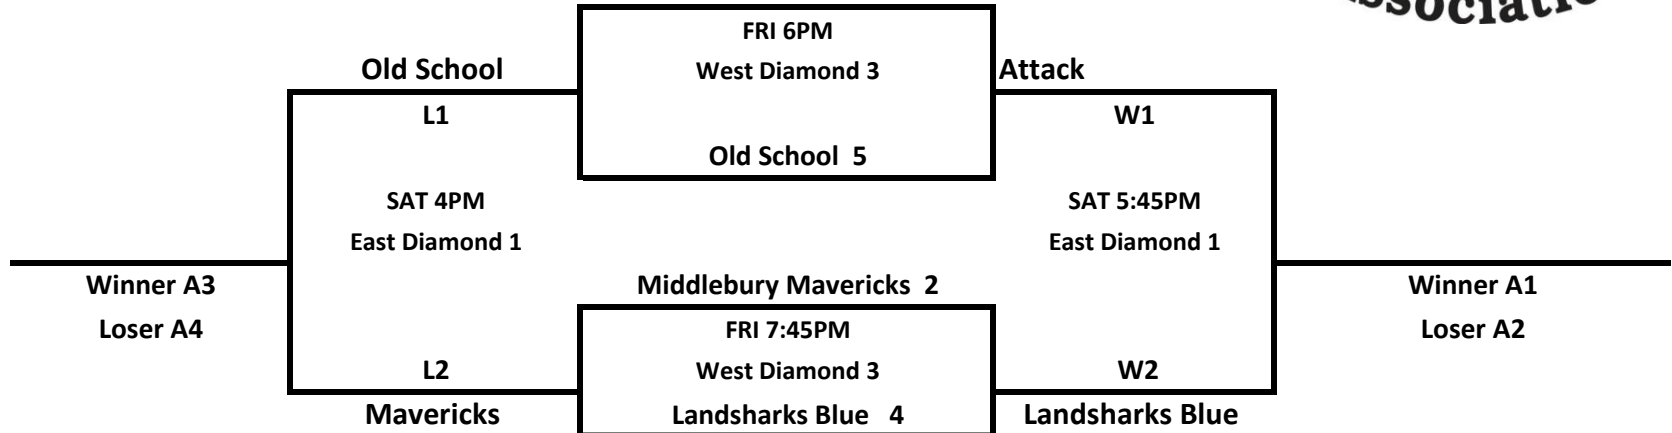 ssociatio
FRI 6PM
Old School West Diamond 3 Attack
L1 W1
Old School 5
SAT 4PM SAT 5:45PM
East Diamond 1 East Diamond 1
Winner A3 Middlebury Mavericks 2 Winner A1
Loser A4 FRI 7:45PM Loser A2
L2 West Diamond 3 W2
Mavericks Landsharks Blue 4 Landsharks Blue